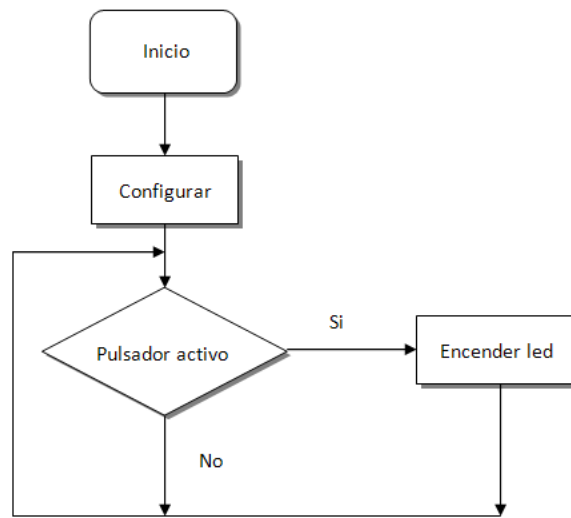 Inicio
Configurar
Si
Pulsador activo
Encender led
No